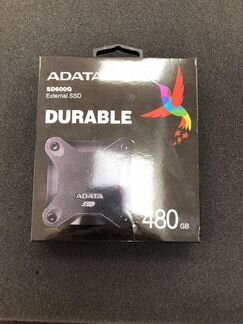 ADATA
SD600Q
External SSD
DURABLE
ADATA
480 GB